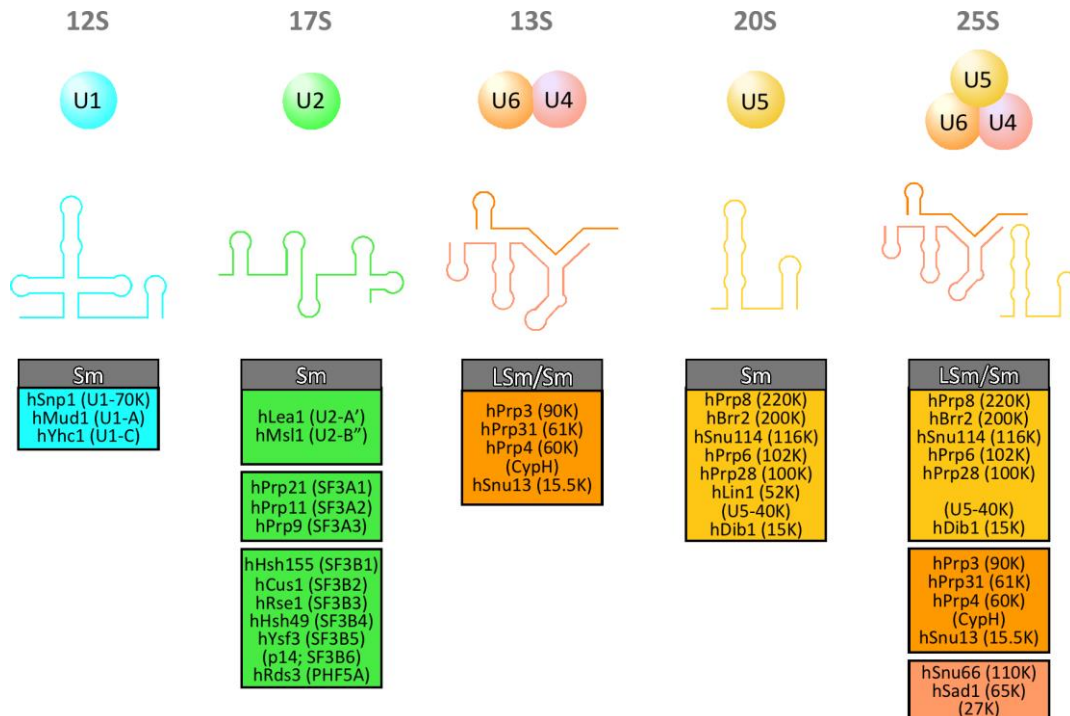 12S
17S
13S
20S
25S
U1
U2
U6 U4
U5
U5
U6 U4
Sm
hSnp1 (U1-70K)
hMud1 (U1-A)
hYhc1 (U1-C)
Sm
hLea1 (U2-A’)
hMsl1 (U2-B”)
hPrp21 (SF3A1)
hPrp11 (SF3A2)
hPrp9 (SF3A3)
hHsh155 (SF3B1)
hCus1 (SF3B2)
hRse1 (SF3B3)
hHsh49 (SF3B4)
hYsf3 (SF3B5)
(p14; SF3B6)
hRds3 (PHF5A)
LSm/Sm
hPrp3 (90K)
hPrp31 (61K)
hPrp4 (60K)
(CypH)
hSnu13 (15.5K)
Sm
hPrp8 (220K)
hBrr2 (200K)
hSnu114 (116K)
hPrp6 (102K)
hPrp28 (100K)
hLin1 (52K)
(U5-40K)
hDib1 (15K)
LSm/Sm
hPrp8 (220K)
hBrr2 (200K)
hSnu114 (116K)
hPrp6 (102K)
hPrp28 (100K)
(U5-40K)
hDib1 (15K)
hPrp3 (90K)
hPrp31 (61K)
hPrp4 (60K)
(CypH)
hSnu13 (15.5K)
hSnu66 (110K)
hSad1 (65K)
(27K)